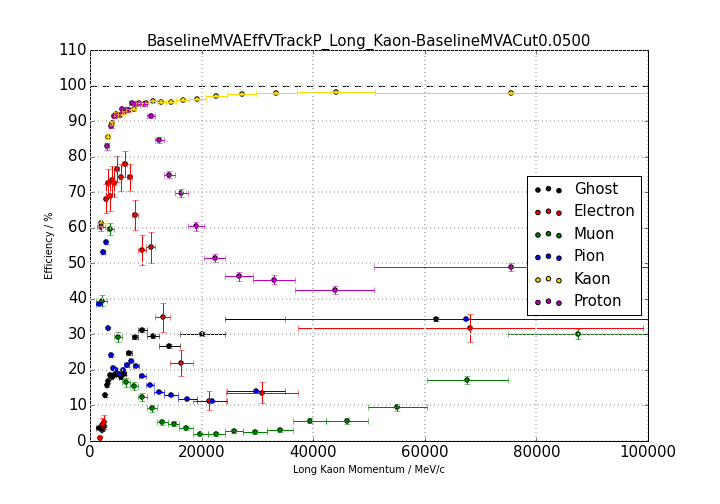 BaselineMVAEffVTrackP_Long_Kaon-BaselineMVACut0.0500
110
100
90
80
70
60
50
40
30
20
10
0
Efficiency / %
Ghost
Electron
Muon
Pion
Kaon
Proton
0 20000 40000 60000 80000 100000
Long Kaon Momentum / MeV/c